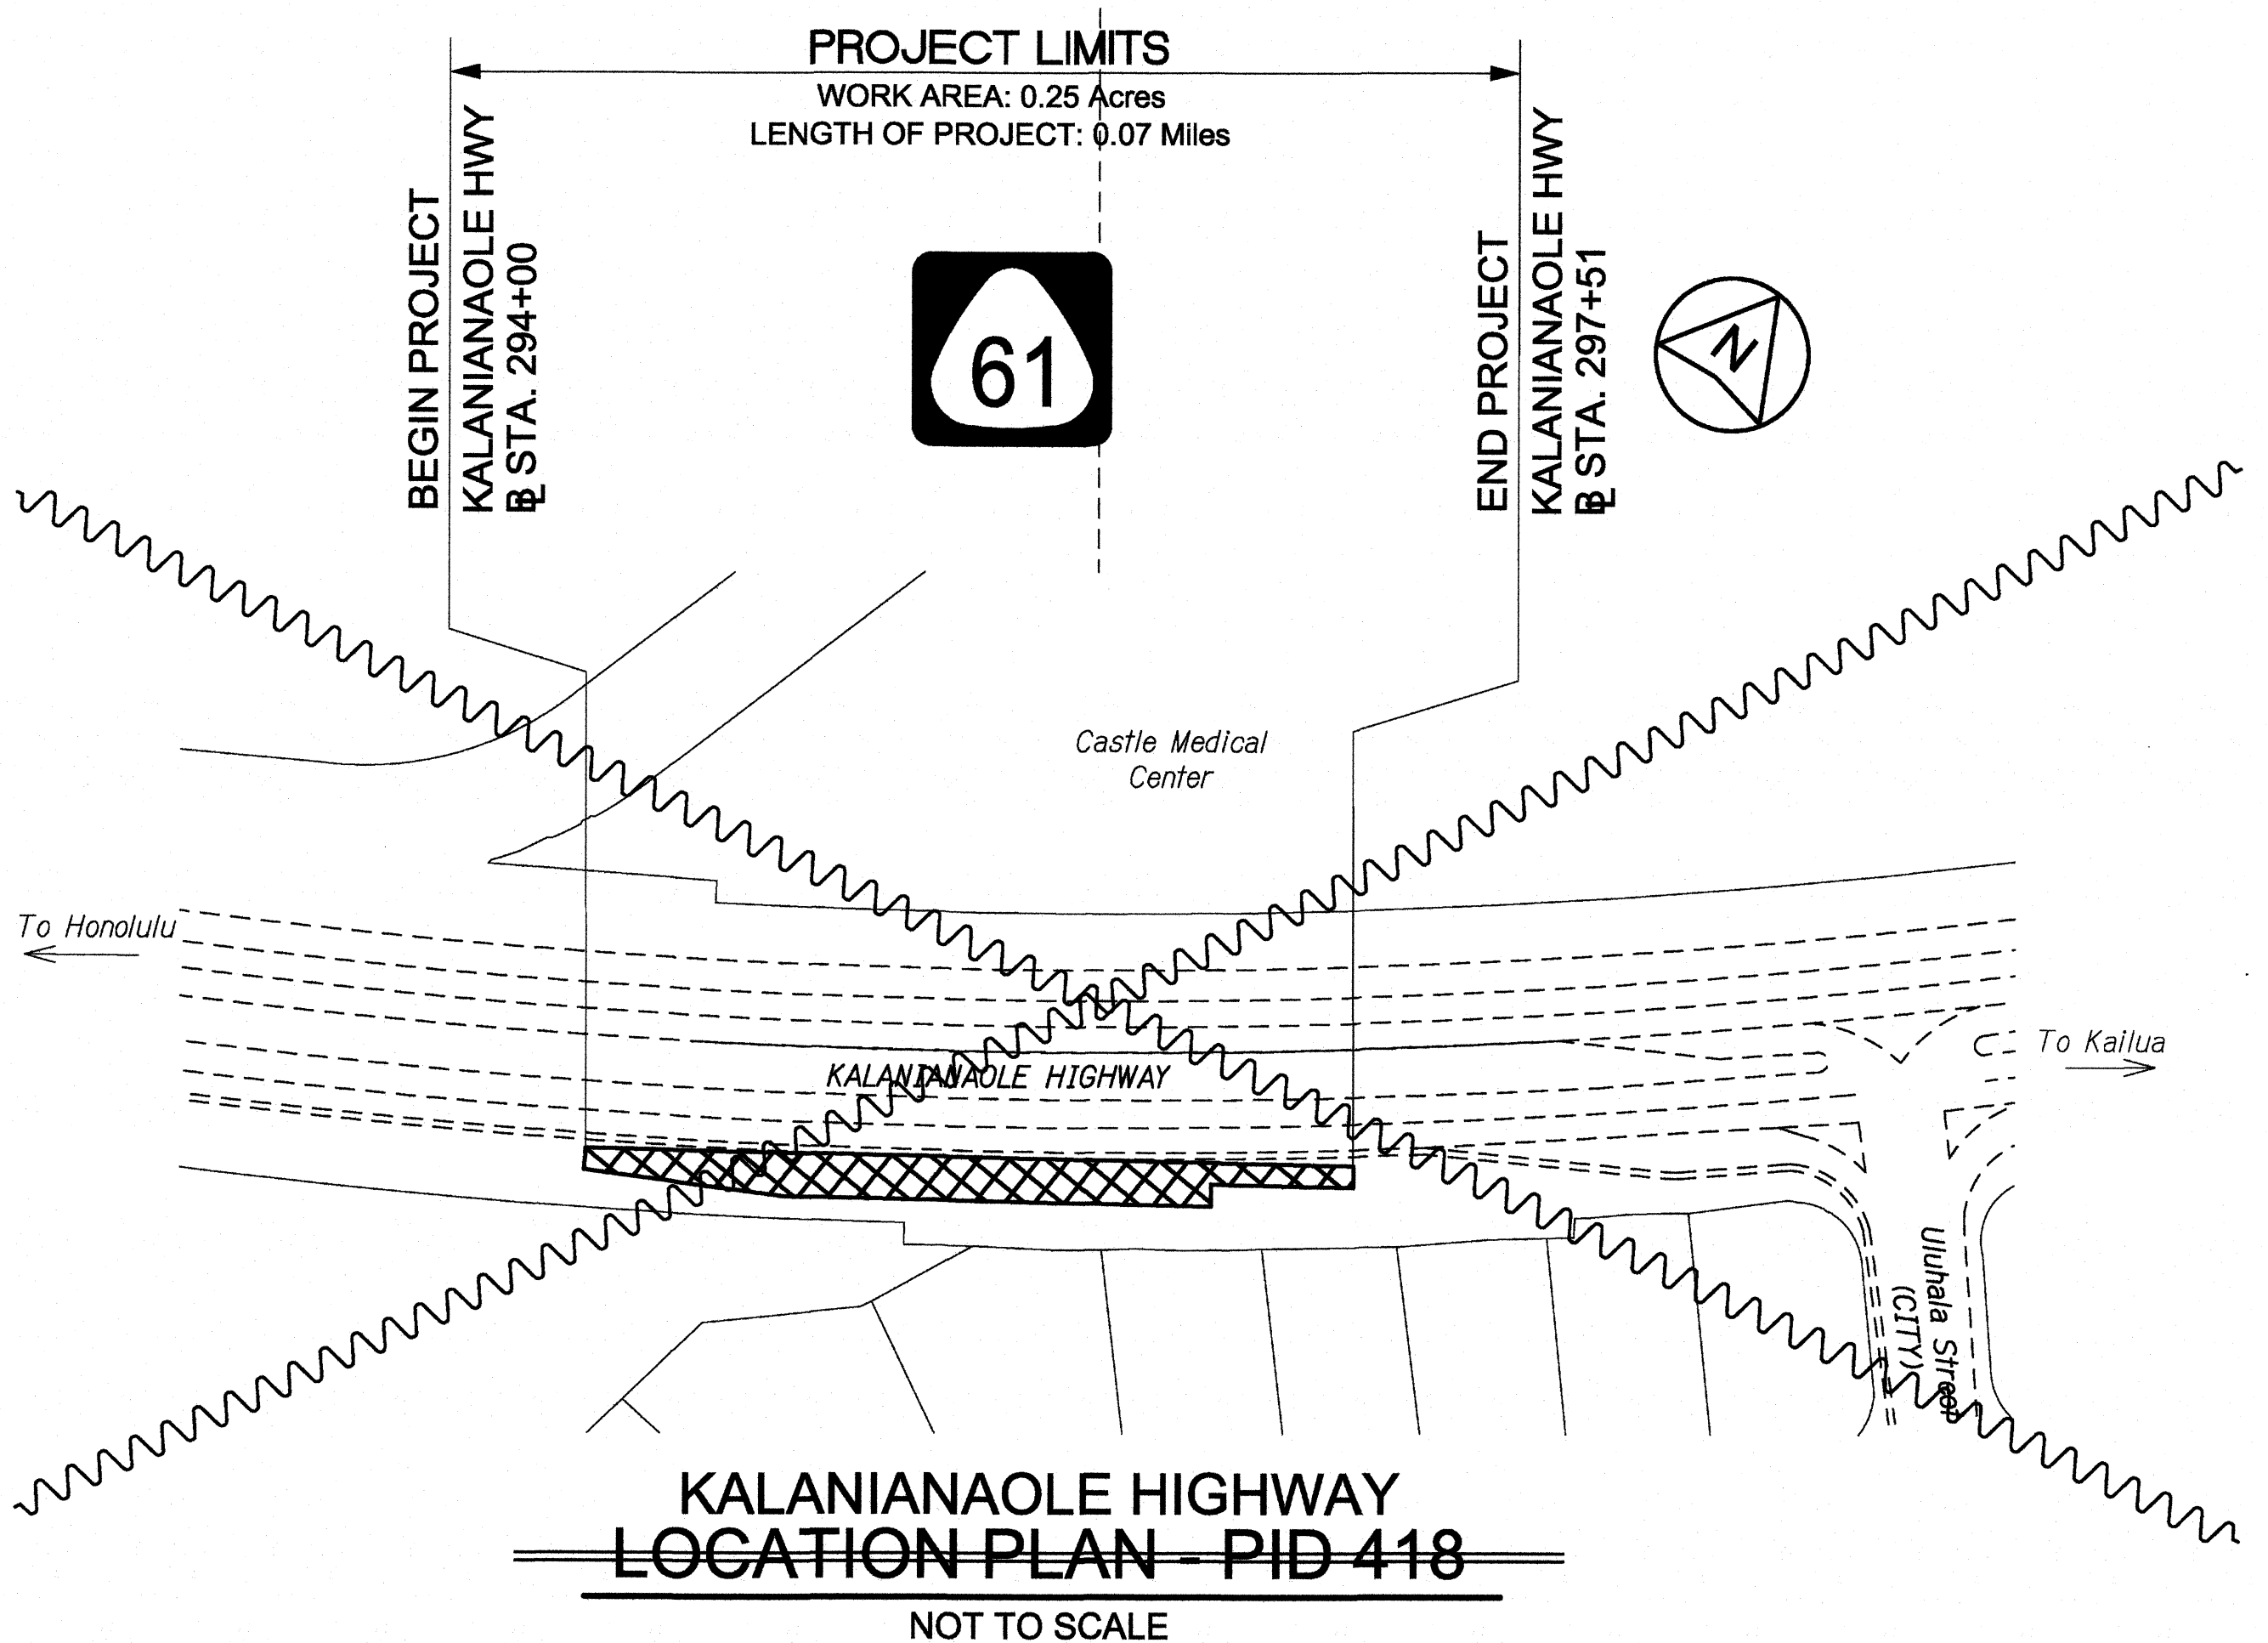 PROJECT LIMITS
WORK AREA: 0.25 Acres
LENGTH OF PROJECT: 0.07 Miles
BEGIN PROJECT
KALANIANAOLE HWY
BL STA. 294+00
61
END PROJECT
KALANIANAOLE HWY
BL STA. 297+51
N
Castle Medical
Center
To Honolulu
To Kailua
KALANIANAOLE HIGHWAY
Uluhala Street
(CITY)
KALANIANAOLE HIGHWAY
LOCATION PLAN - PID 418
NOT TO SCALE